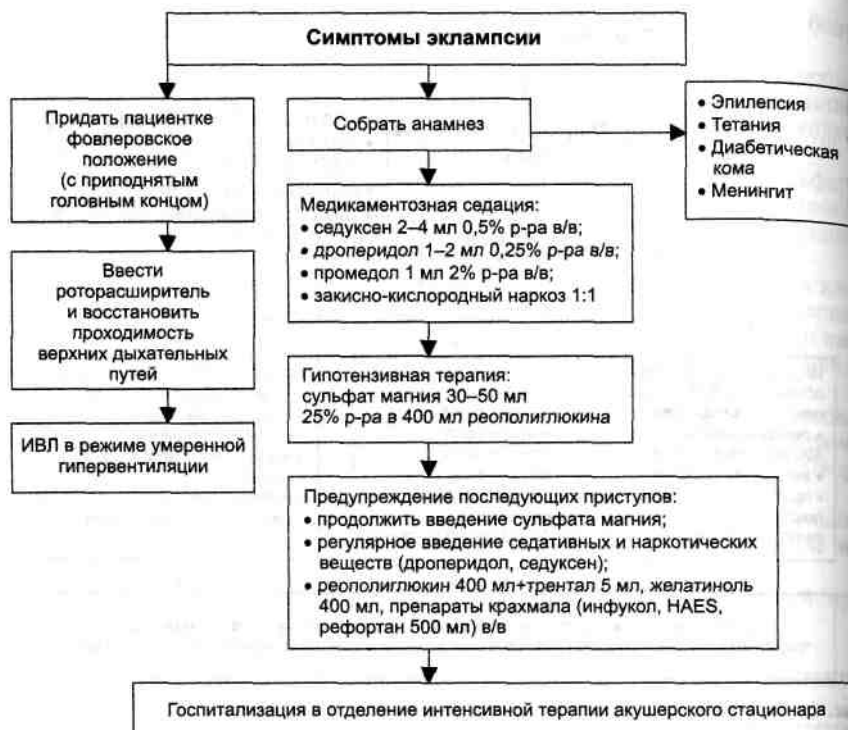 Симптомы эклампсии
Придать пациентке
фовлеровское
положение
(с приподнятым
головным концом)
Ввести
роторасширитель
и восстановить
проходимость
верхних дыхательных
путей
ИВЛ в режиме умеренной
гипервентиляции
Собрать анамнез
• Эпилепсия
• Тетания
• Диабетическая
кома
• Менингит
Медикаментозная седация:
• седуксен 2–4 мл 0,5% р-ра в/в;
• дроперидол 1–2 мл 0,25% р-ра в/в;
• промедол 1 мл 2% р-ра в/в;
• закисно-кислородный наркоз 1:1
Гипотензивная терапия:
сульфат магния 30–50 мл
25% р-ра в 400 мл реополиглюкина
Предупреждение последующих приступов:
• продолжить введение сульфата магния;
• регулярное введение седативных и наркотических
веществ (дроперидол, седуксен);
• реополиглюкин 400 мл+трентал 5 мл, желатиноль
400 мл, препараты крахмала (инфукол, HAES,
рефортан 500 мл) в/в
Госпитализация в отделение интенсивной терапии акушерского стационара